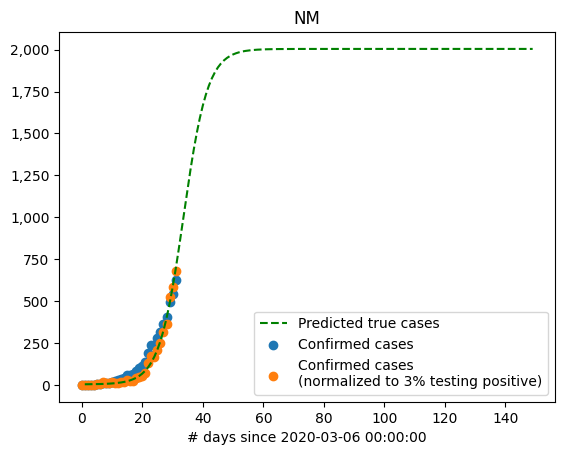 NM
2,000
1,750
1,500
1,250
1,000
750
500
250
0
Predicted true cases
Confirmed cases
Confirmed cases
(normalized to 3% testing positive)
0 20 40 60 80 100 120 140
# days since 2020-03-06 00:00:00